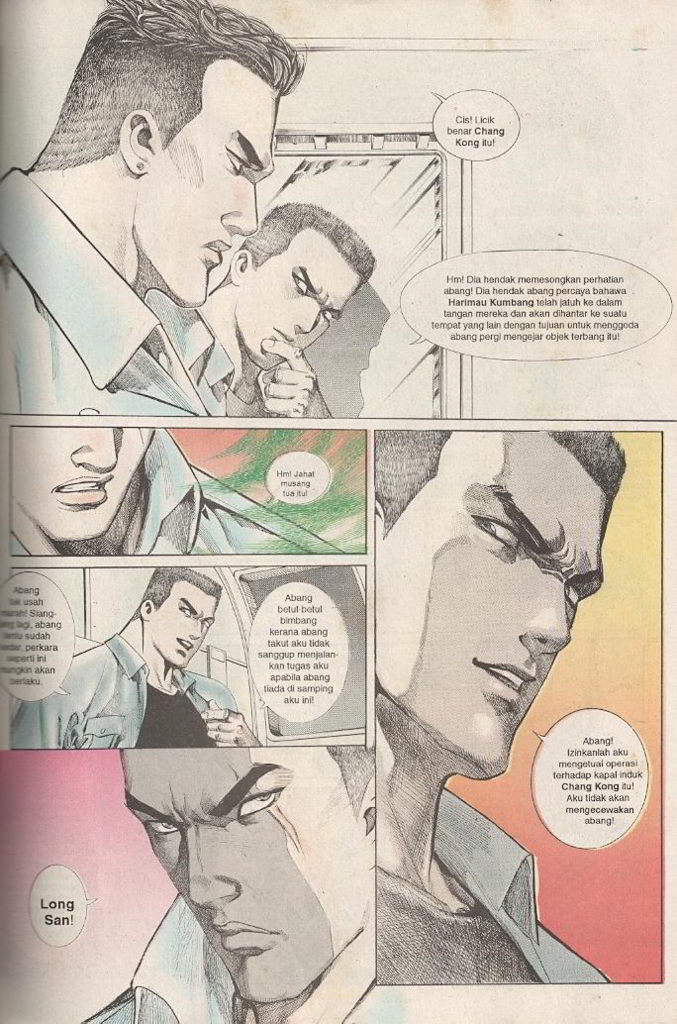 Cis! Licik
benar Chang
Kong itu!
Hm! Dia hendak memesongkan perhatian
abang! Dia hendak abang percaya bahawa
Harimau Kumbang telah jatuh ke dalam
tangan mereka dan akan dihantar ke suatu
tempat yang lain dengan tujuan untuk menggoda
abang pergi mengejar objek terbang itu!
Hm! Jahat
musang
tua itu!
Abang
tak usah
marah! Siang-
lagi, abang
tentu sudah
perkara
seperti ini
mungkin akan
berlaku.
Abang
betul-betul
bimbang
kerana abang
takut aku tidak
sanggup menjalan-
kan tugas aku
apabila abang
tiada di samping
aku ini!
Abang!
Izinkanlah aku
mengetuai operasi
terhadap kapal induk
Chang Kong itu!
Aku tidak akan
mengecewakan
abang!
Long
San!